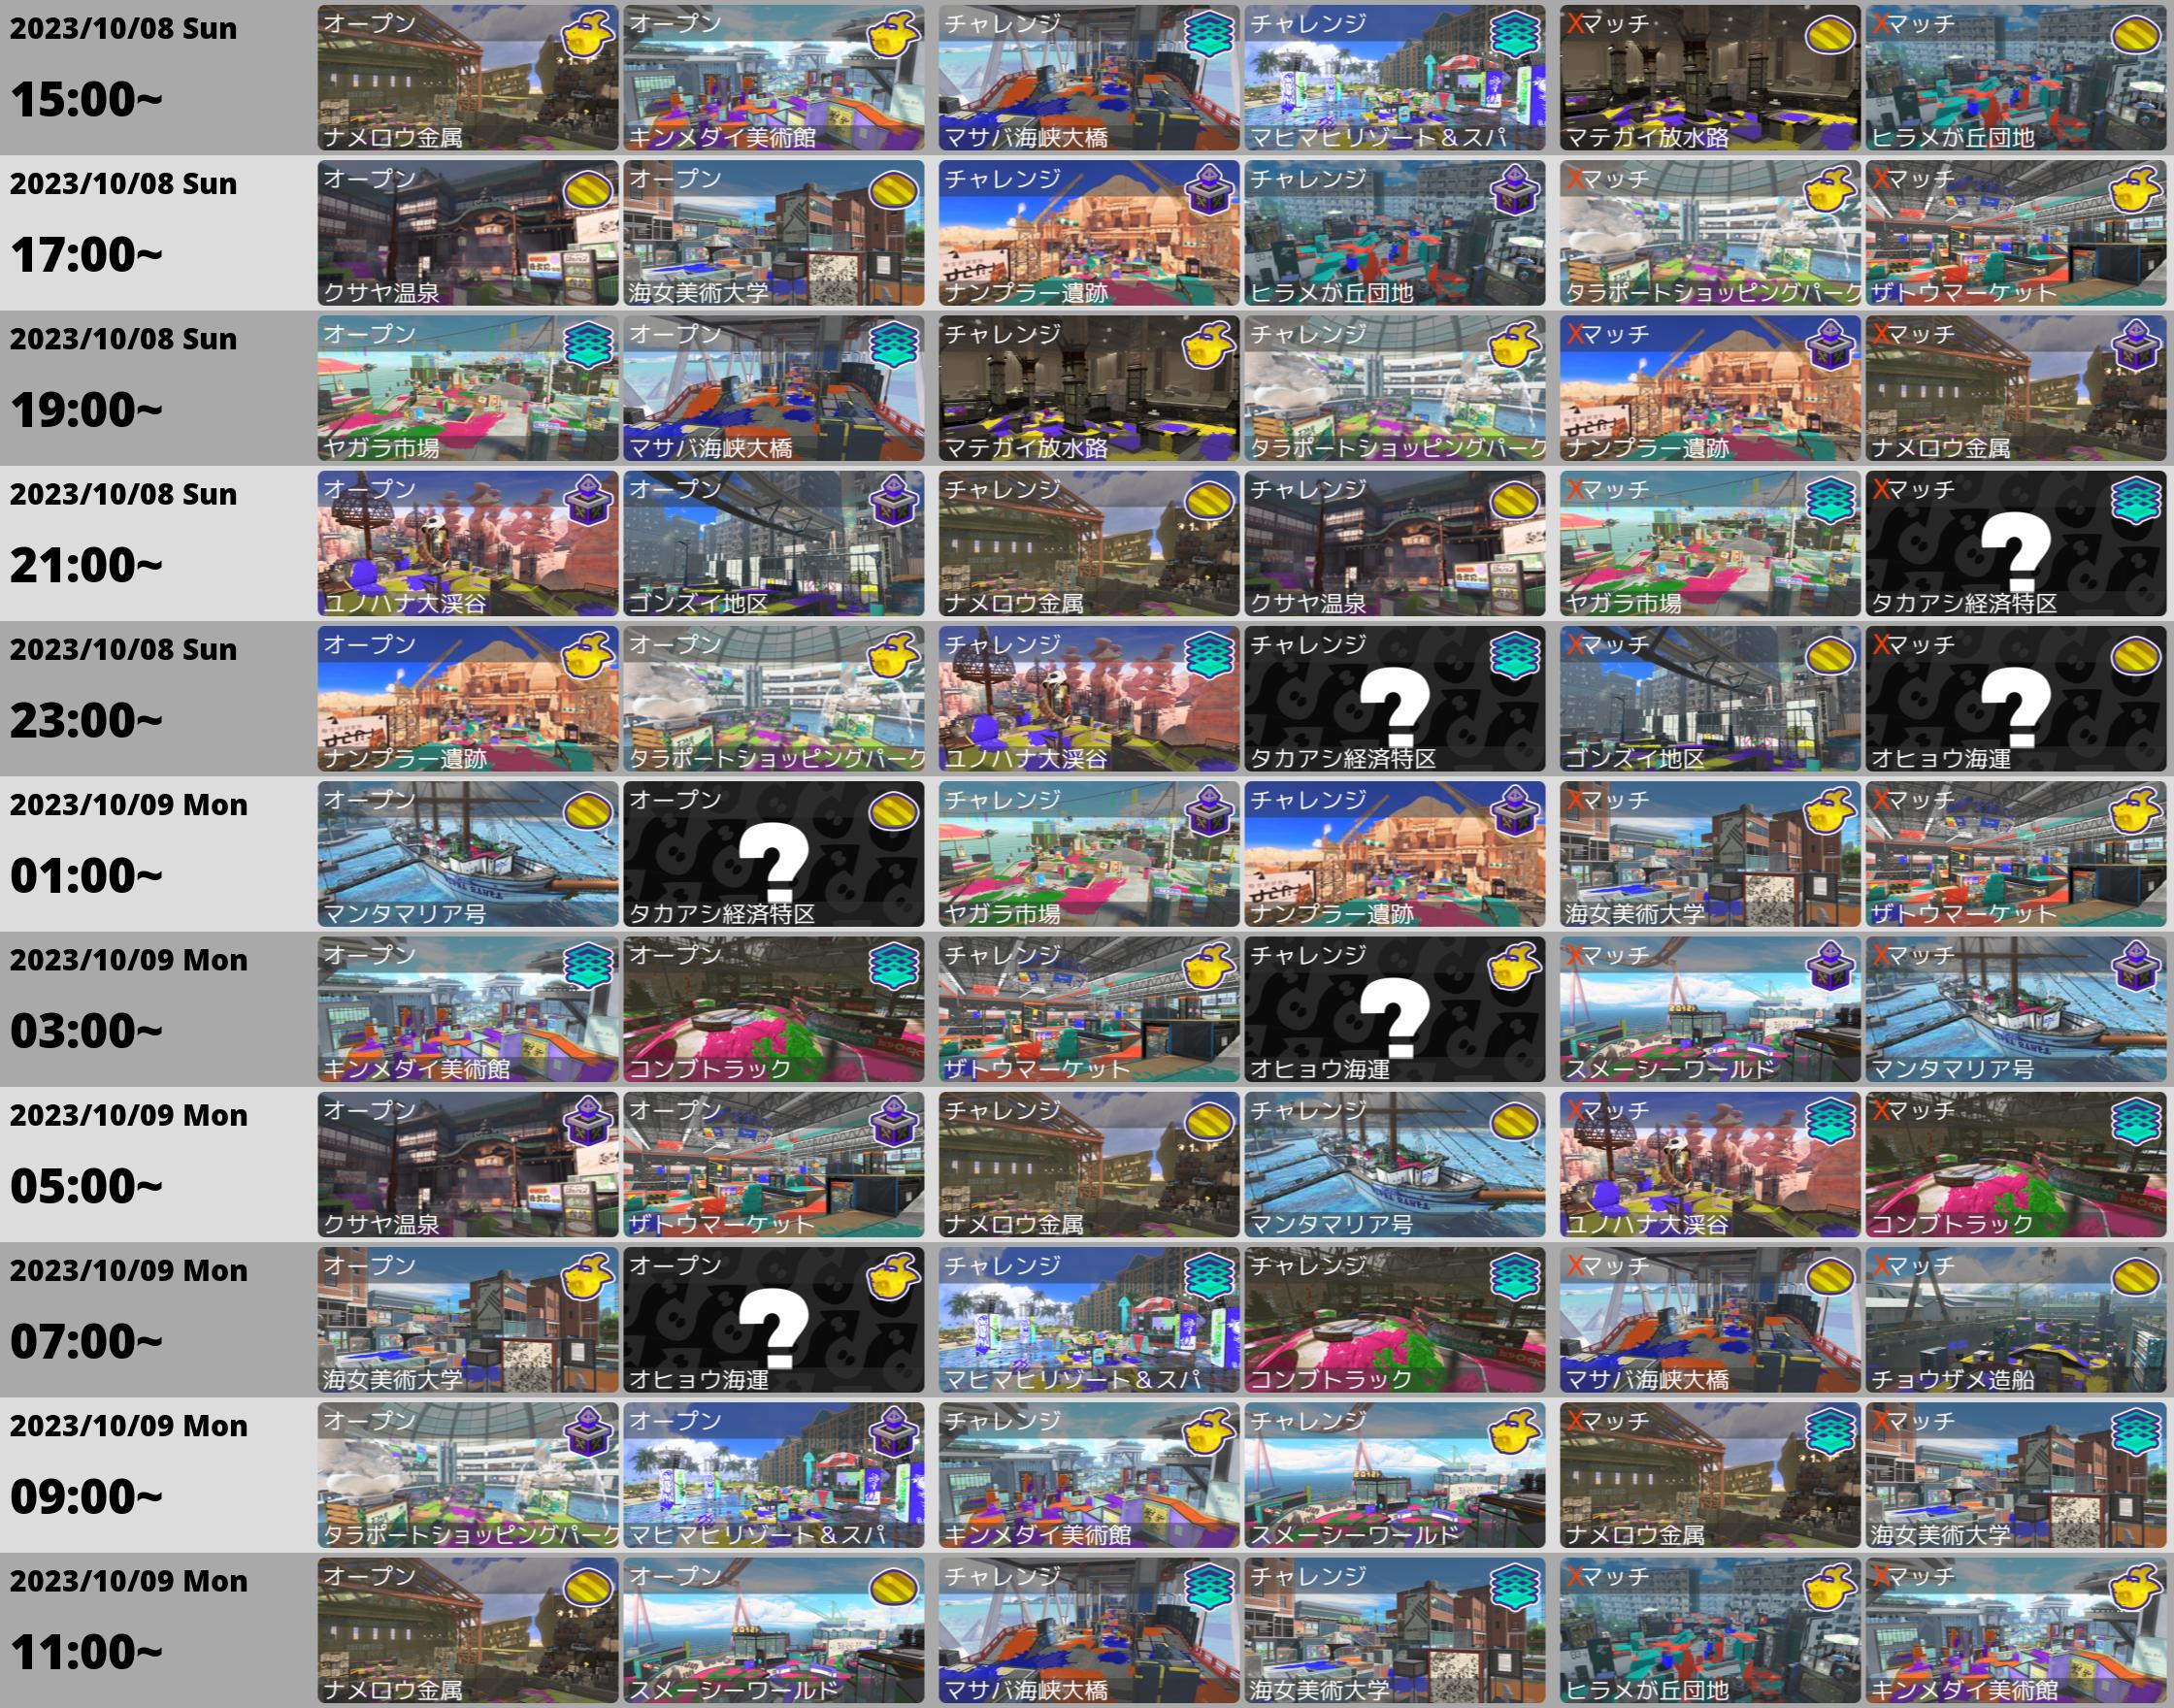 2023/10/08 Sun
15:00~
オープン
ナメロウ金属
オープン
キンメダイ美術館
チャレンジ
マサバ海峡大橋
チャレンジ
マヒマヒリゾート＆スパ
Xマッチ
マテガイ放水路
Xマッチ
ヒラメが丘団地
2023/10/08 Sun
17:00~
オープン
クサヤ温泉
オープン
海女美術大学
チャレンジ
ナンプラー遺跡
チャレンジ
ヒラメが丘団地
Xマッチ
タラポートショッピングパーク
Xマッチ
ザトウマーケット
2023/10/08 Sun
19:00~
オープン
ヤガラ市場
オープン
マサバ海峡大橋
チャレンジ
マテガイ放水路
チャレンジ
タラポートショッピングパーク
Xマッチ
ナンプラー遺跡
Xマッチ
ナメロウ金属
2023/10/08 Sun
21:00~
オープン
ユノハナ大渓谷
オープン
ゴンズイ地区
チャレンジ
ナメロウ金属
チャレンジ
クサヤ温泉
Xマッチ
ヤガラ市場
Xマッチ
?
タカアシ経済特区
2023/10/08 Sun
23:00~
オープン
ナンプラー遺跡
オープン
タラポートショッピングパーク
チャレンジ
ユノハナ大渓谷
チャレンジ
?
タカアシ経済特区
Xマッチ
ゴンズイ地区
Xマッチ
?
オヒョウ海運
2023/10/09 Mon
01:00~
オープン
マンタマリア号
オープン
?
タカアシ経済特区
チャレンジ
ヤガラ市場
チャレンジ
ナンプラー遺跡
Xマッチ
海女美術大学
Xマッチ
ザトウマーケット
2023/10/09 Mon
03:00~
オープン
キンメダイ美術館
オープン
コンブトラック
チャレンジ
ザトウマーケット
チャレンジ
?
オヒョウ海運
Xマッチ
スメーシーワールド
Xマッチ
マンタマリア号
2023/10/09 Mon
05:00~
オープン
クサヤ温泉
オープン
ザトウマーケット
チャレンジ
ナメロウ金属
チャレンジ
マンタマリア号
Xマッチ
ユノハナ大渓谷
Xマッチ
コンブトラック
2023/10/09 Mon
07:00~
オープン
海女美術大学
オープン
?
オヒョウ海運
チャレンジ
マヒマヒリゾート＆スパ
チャレンジ
コンブトラック
Xマッチ
マサバ海峡大橋
Xマッチ
チョウザメ造船
2023/10/09 Mon
09:00~
オープン
タラポートショッピングパーク
オープン
マヒマヒリゾート＆スパ
チャレンジ
キンメダイ美術館
チャレンジ
スメーシーワールド
Xマッチ
ナメロウ金属
Xマッチ
海女美術大学
2023/10/09 Mon
11:00~
オープン
ナメロウ金属
オープン
スメーシーワールド
チャレンジ
マサバ海峡大橋
チャレンジ
海女美術大学
Xマッチ
ヒラメが丘団地
Xマッチ
キンメダイ美術館